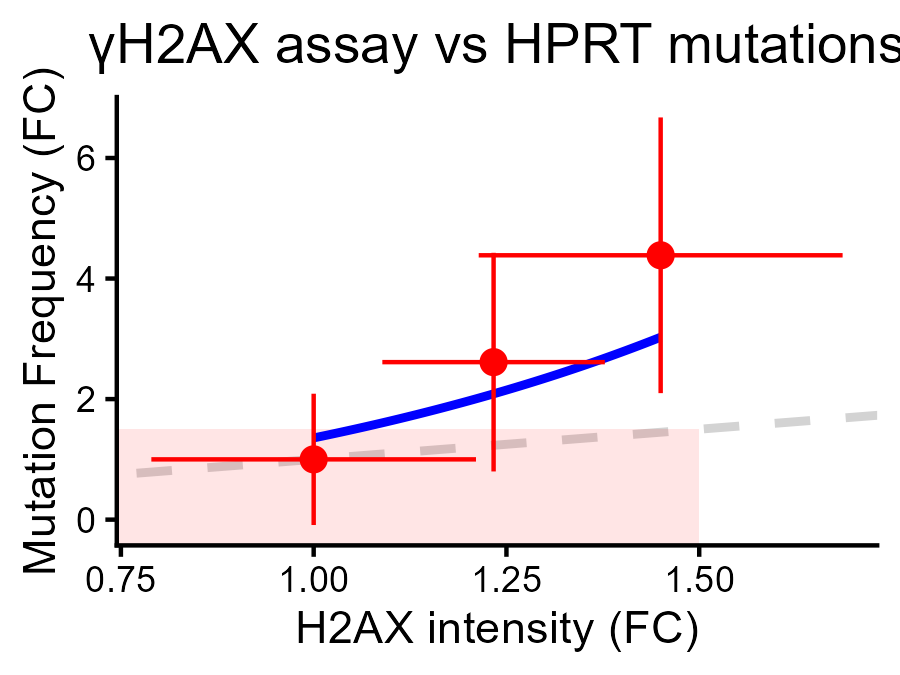 γH2AX assay vs HPRT mutations
Mutation Frequency (FC)
6
4
2
0
0.75 1.00 1.25 1.50
H2AX intensity (FC)